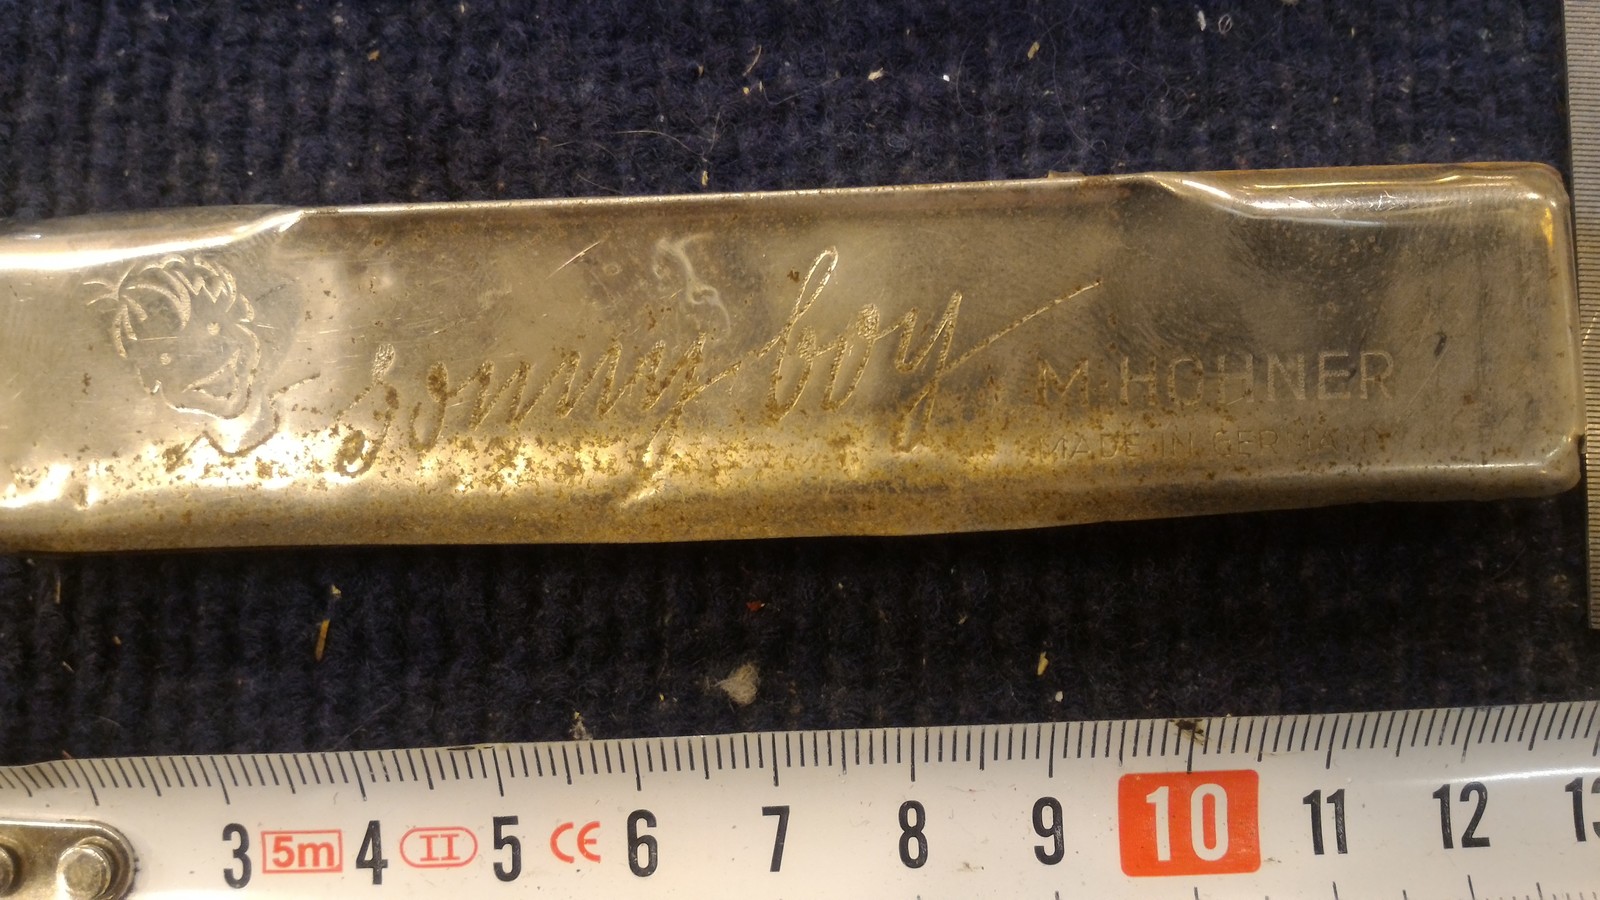 sonny boy
M. HOHNER
MADE IN GERMANY
3 5m 4 II 5 CE 6 7 8 9 10 11 12 13